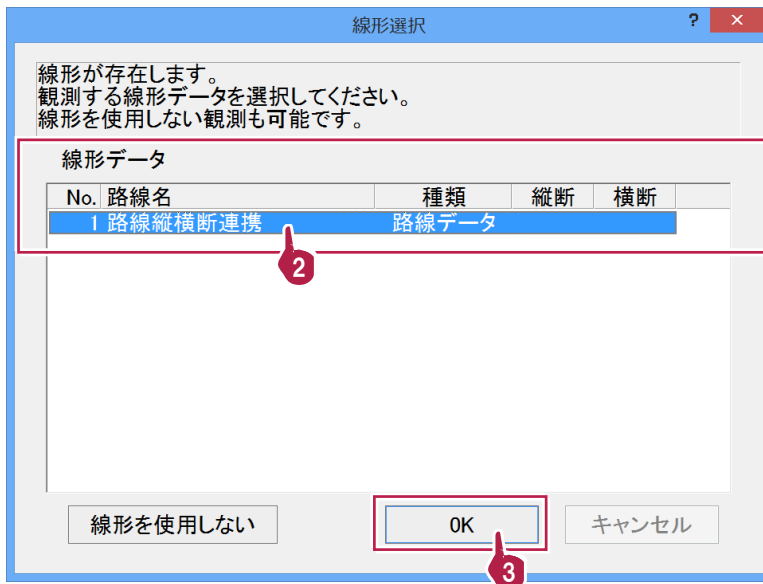 線形選択
?
×
線形が存在します。
観測する線形データを選択してください。
線形を使用しない観測も可能です。
線形データ
No. 路線名 種類 縦断 横断
1 路線縦横断連携 路線データ
2
線形を使用しない OK キャンセル
3